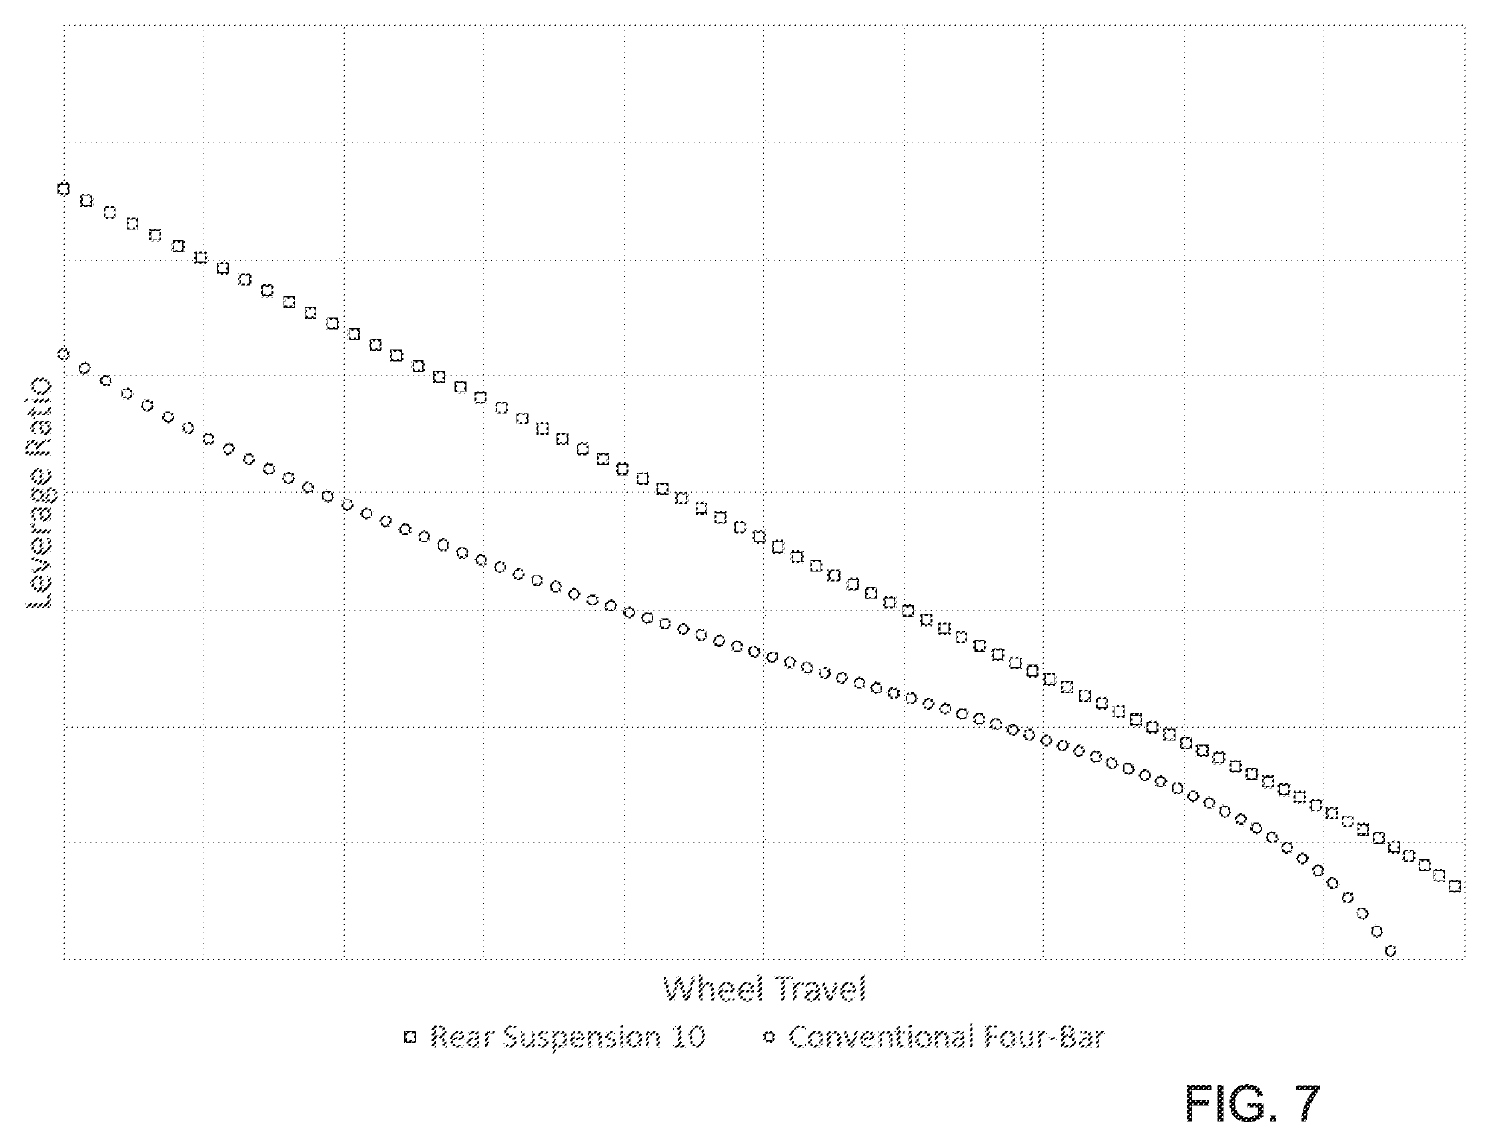 Leverage Ratio
Wheel Travel
Rear Suspension 10
Conventional Four-Bar
FIG. 7